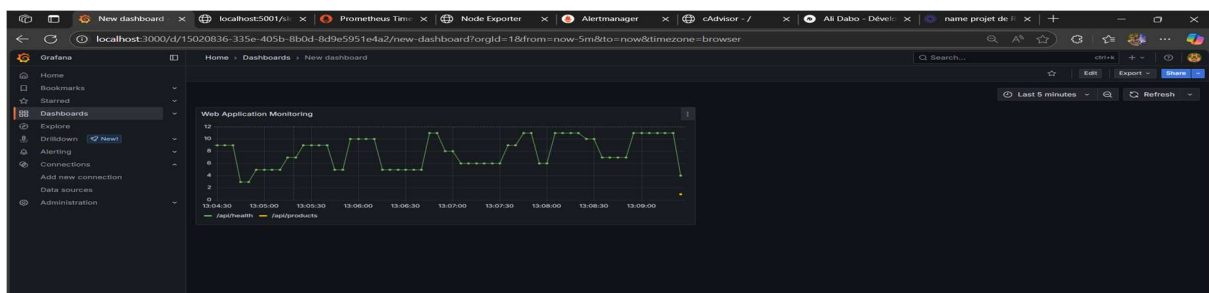 New dashboard -
localhost:5001/sl
Prometheus Time
Node Exporter
Alertmanager
cAdvisor - /
Ali Dabo - Dévelo
name projet de R
localhost:3000/d/15020836-335e-405b-8b0d-8d9e5951e4a2/new-dashboard?orgId=1&from=now-5m&to=now&timezone=browser
Grafana
Home › Dashboards › New dashboard
Search...
ctrl+k
Home
Bookmarks
Starred
Dashboards
Explore
Drilldown New!
Alerting
Connections
Add new connection
Data sources
Administration
Edit
Export
Share
Last 5 minutes
Refresh
Web Application Monitoring
12
10
8
6
4
2
0
13:04:30 13:05:00 13:05:30 13:06:00 13:06:30 13:07:00 13:07:30 13:08:00 13:08:30 13:09:00
/api/health /api/products